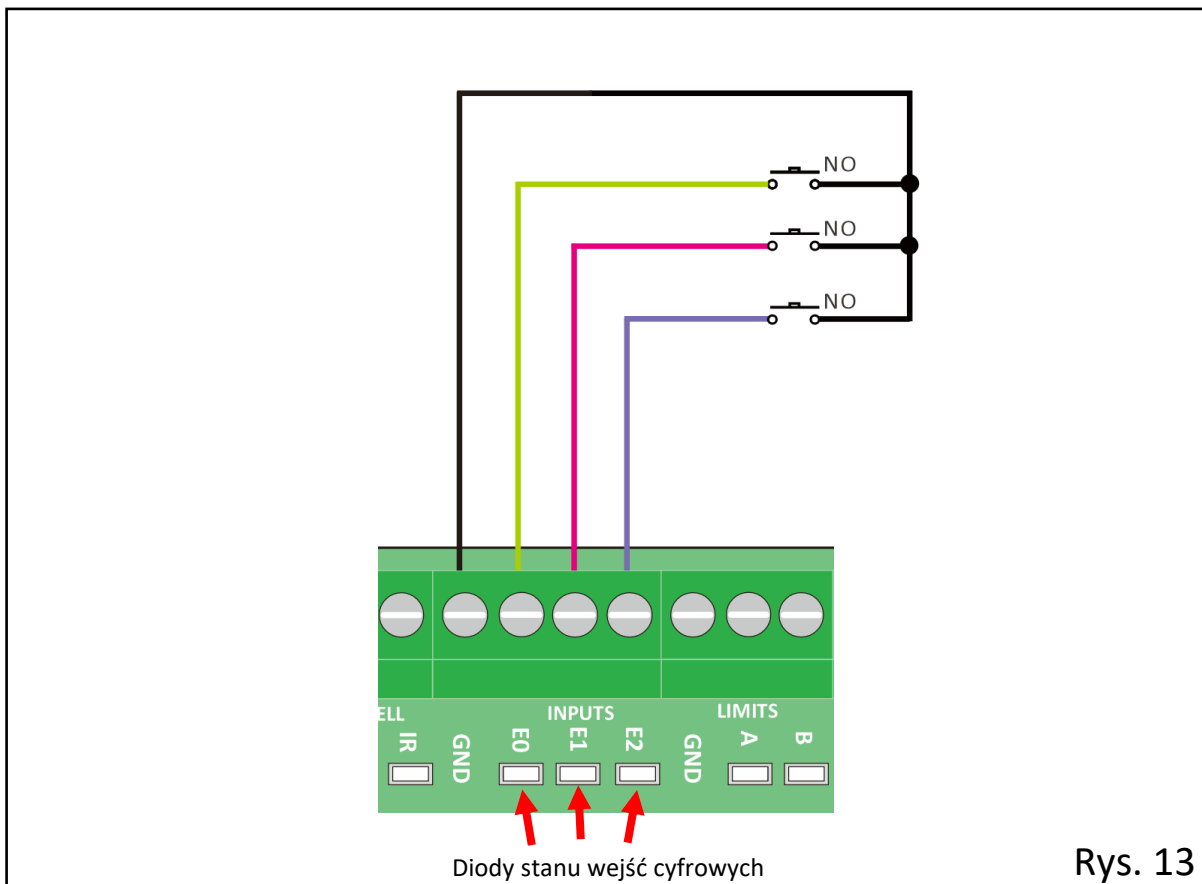 NO
NO
NO
ELL INPUTS LIMITS
IR GND E0 E1 E2 GND A B
Diody stanu wejść cyfrowych
Rys. 13